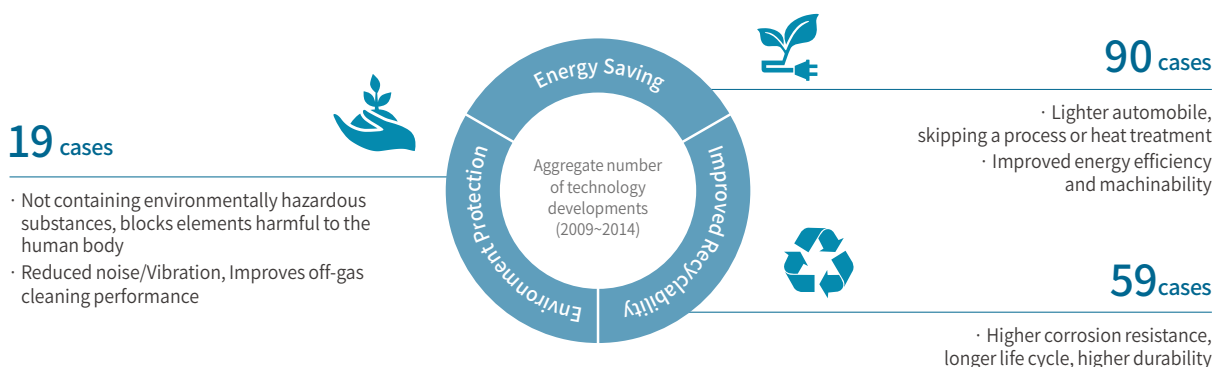 Energy Saving
Improved Recyclability
Environment Protection
Aggregate number
of technology
developments
(2009~2014)
19 cases
· Not containing environmentally hazardous
substances, blocks elements harmful to the
human body
· Reduced noise/Vibration, Improves off-gas
cleaning performance
90 cases
· Lighter automobile,
skipping a process or heat treatment
· Improved energy efficiency
and machinability
59 cases
· Higher corrosion resistance,
longer life cycle, higher durability